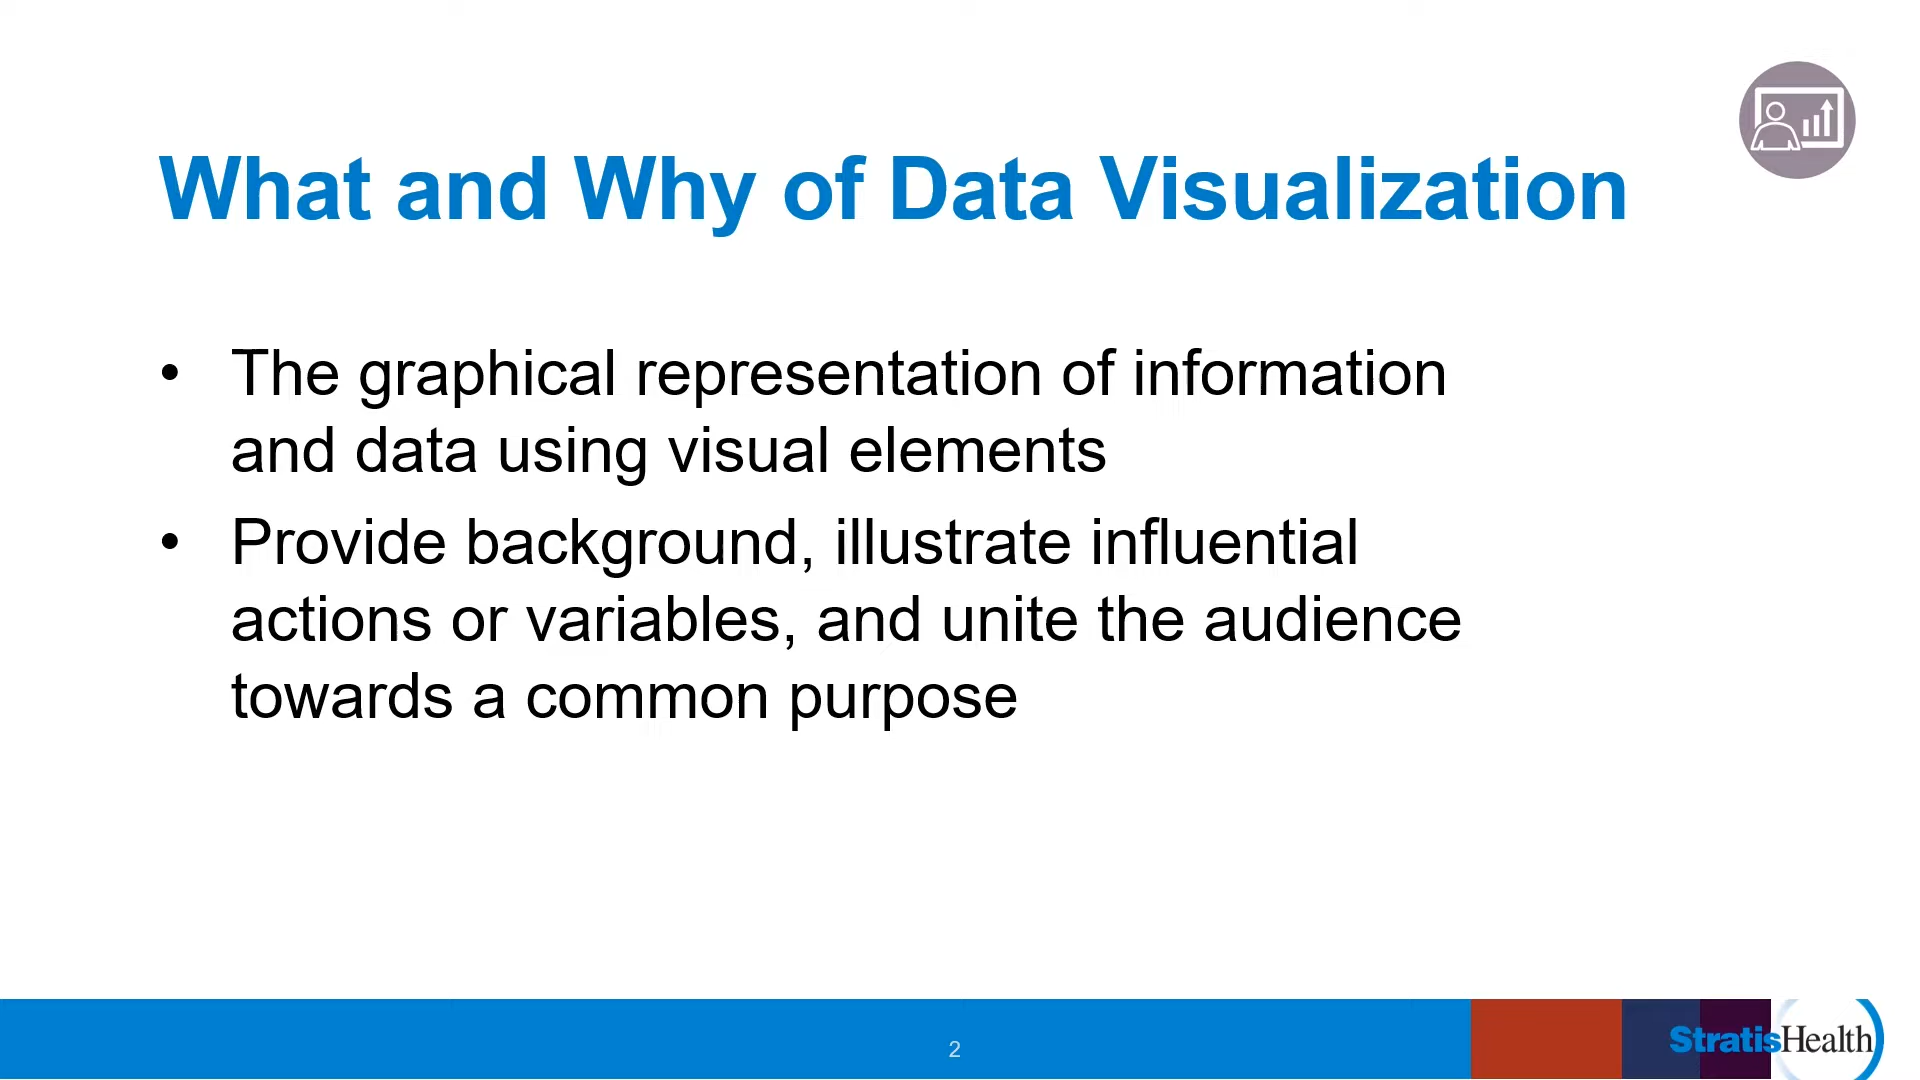 What and Why of Data Visualization
• The graphical representation of information
and data using visual elements
• Provide background, illustrate influential
actions or variables, and unite the audience
towards a common purpose
2
StratisHealth